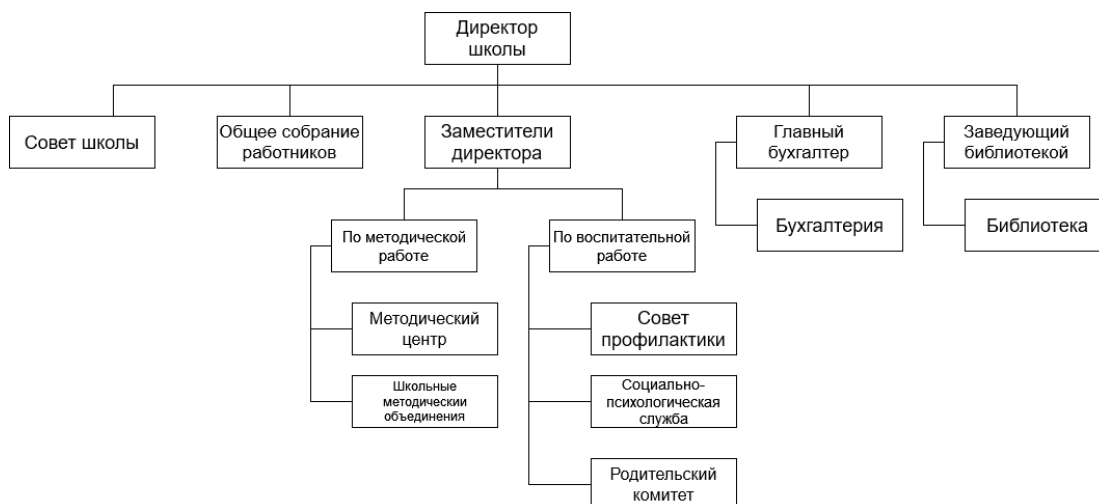 Директор
школы
Совет школы
Общее собрание
работников
Заместители
директора
Главный
бухгалтер
Заведующий
библиотекой
Бухгалтерия
Библиотека
По методической
работе
По воспитательной
работе
Методический
центр
Совет
профилактики
Школьные
методически
объединения
Социально-
психологическая
служба
Родительский
комитет